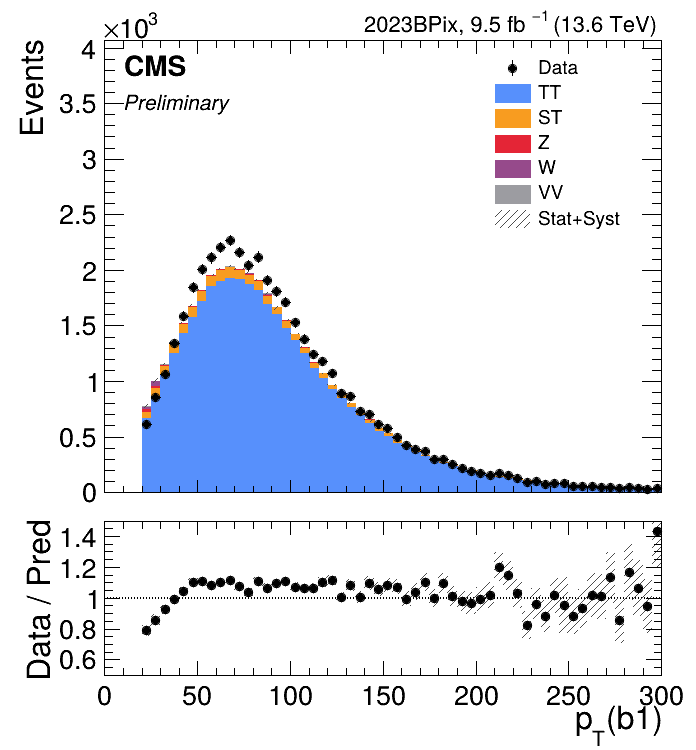 ×10³
2023BPix, 9.5 fb ⁻¹ (13.6 TeV)
CMS
Preliminary
Events
4
3.5
3
2.5
2
1.5
1
0.5
0
Data
TT
ST
Z
W
VV
Stat+Syst
Data / Pred
1.4
1.2
1
0.8
0.6
0 50 100 150 200 250 300
p_T(b1)